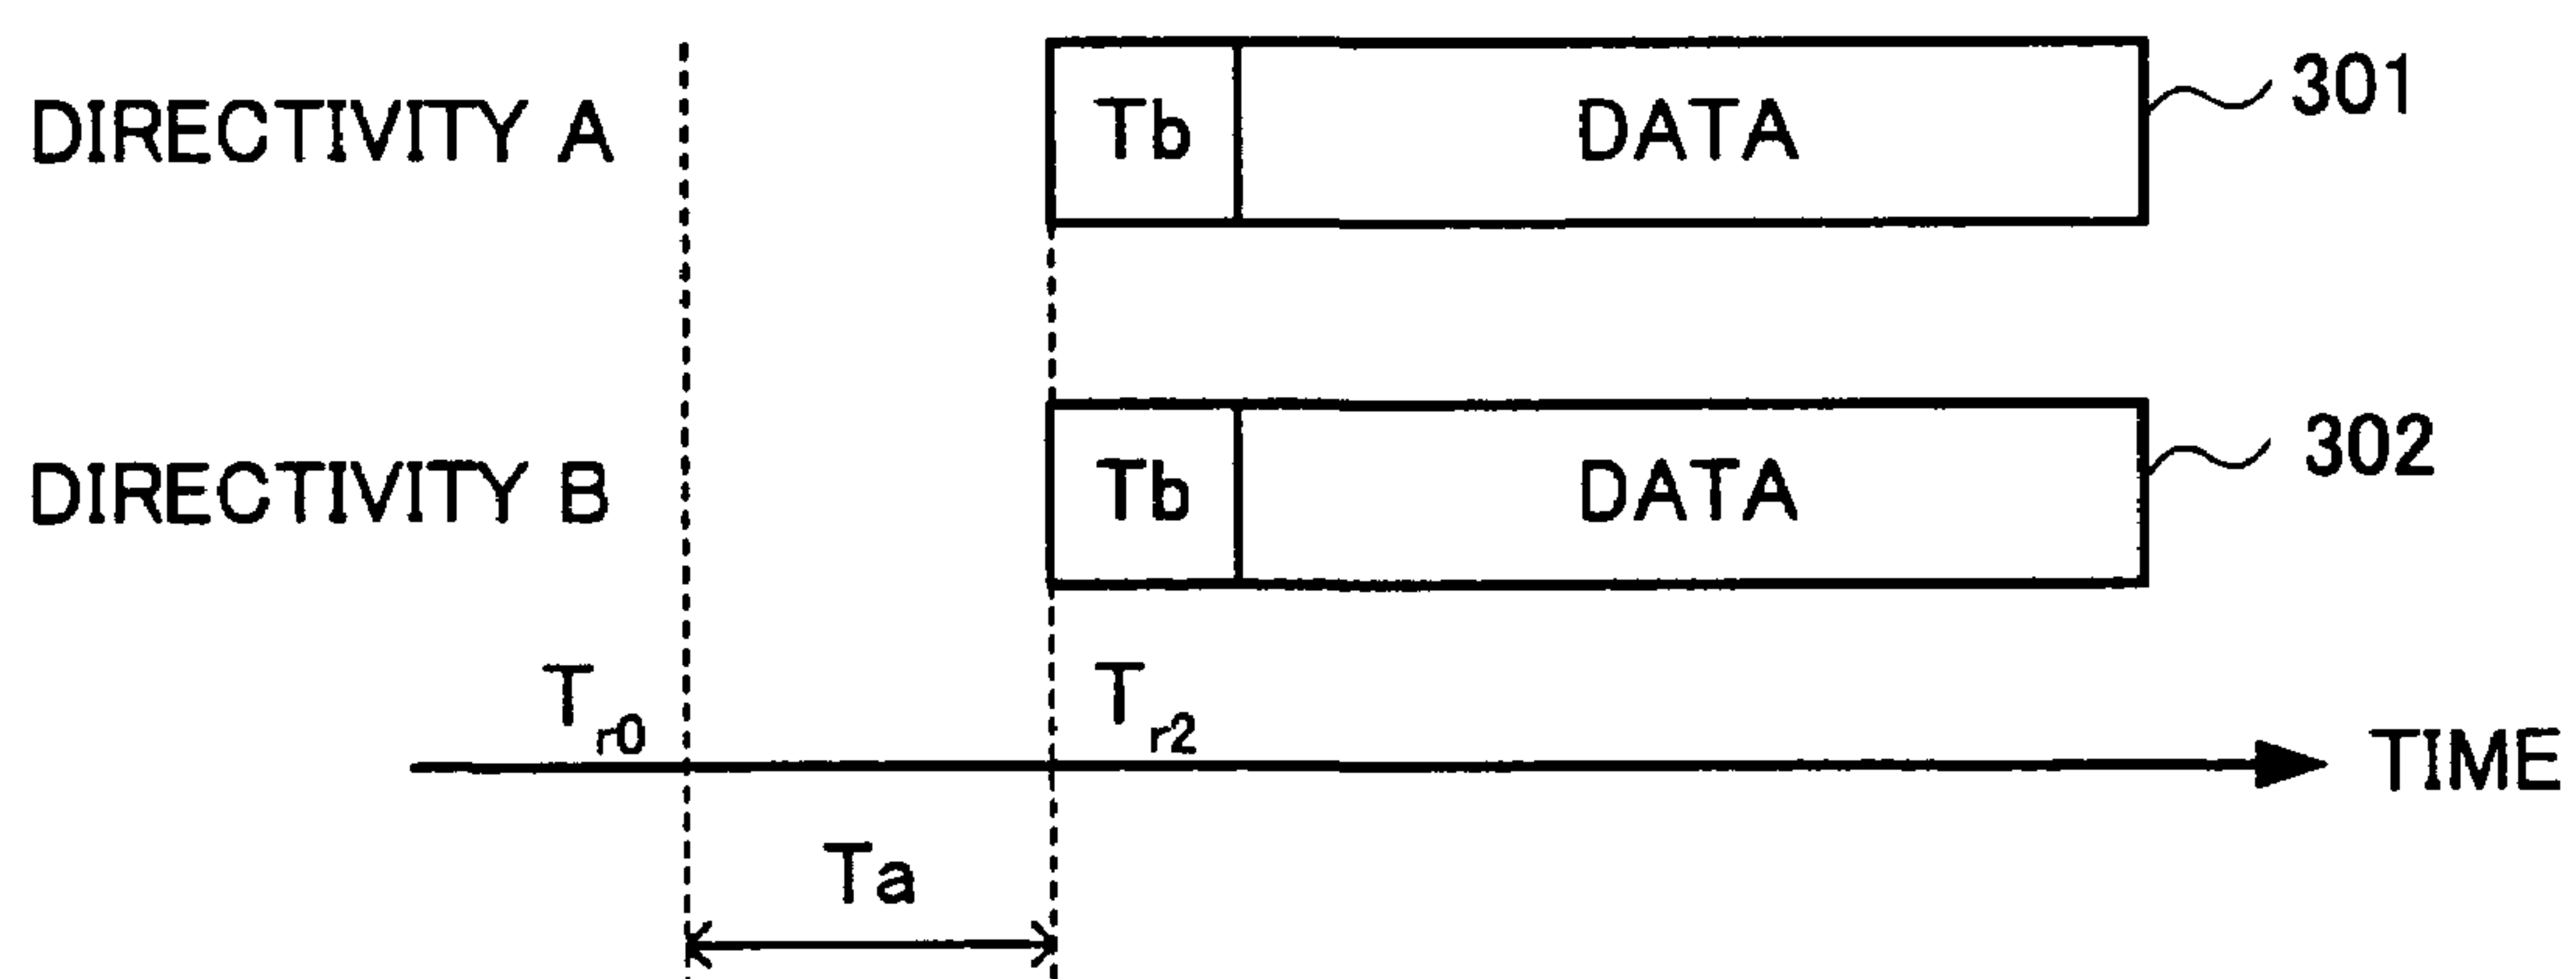 DIRECTIVITY A Tb DATA 301
DIRECTIVITY B Tb DATA 302
Tr0 Tr2 TIME
Ta